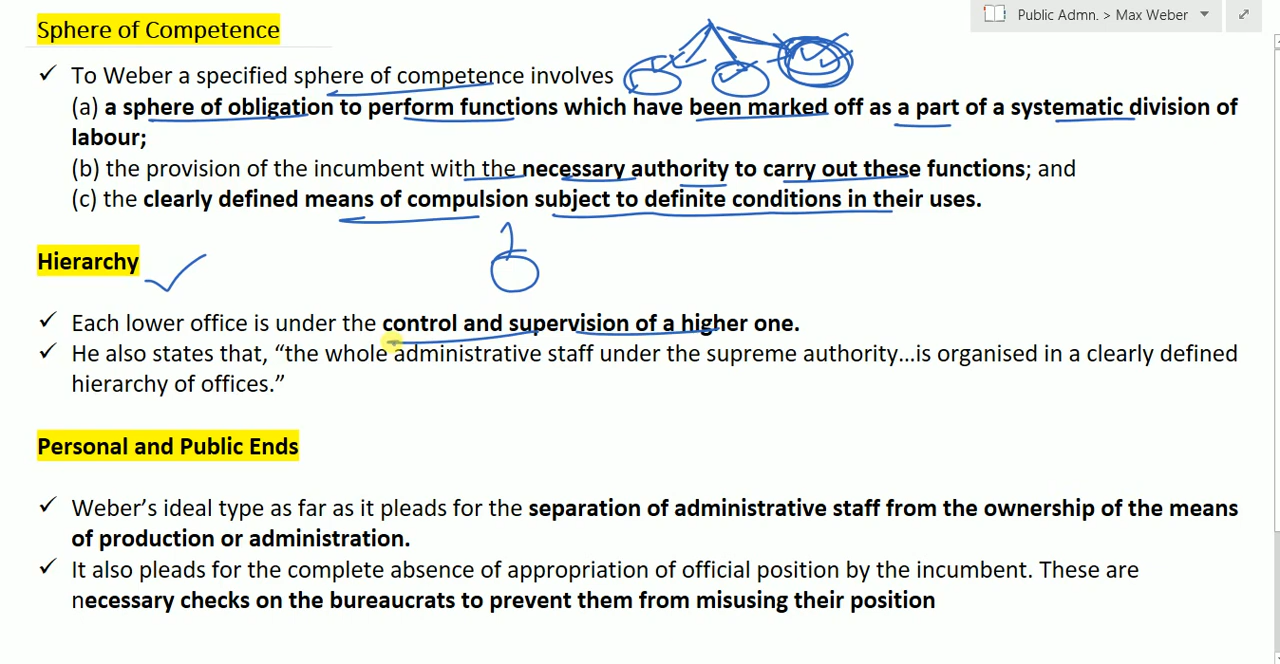 Public Admn. > Max Weber
Sphere of Competence
✓ To Weber a specified sphere of competence involves
(a) a sphere of obligation to perform functions which have been marked off as a part of a systematic division of
labour;
(b) the provision of the incumbent with the necessary authority to carry out these functions; and
(c) the clearly defined means of compulsion subject to definite conditions in their uses.
Hierarchy
✓ Each lower office is under the control and supervision of a higher one.
✓ He also states that, “the whole administrative staff under the supreme authority...is organised in a clearly defined
hierarchy of offices.”
Personal and Public Ends
✓ Weber’s ideal type as far as it pleads for the separation of administrative staff from the ownership of the means
of production or administration.
✓ It also pleads for the complete absence of appropriation of official position by the incumbent. These are
necessary checks on the bureaucrats to prevent them from misusing their position